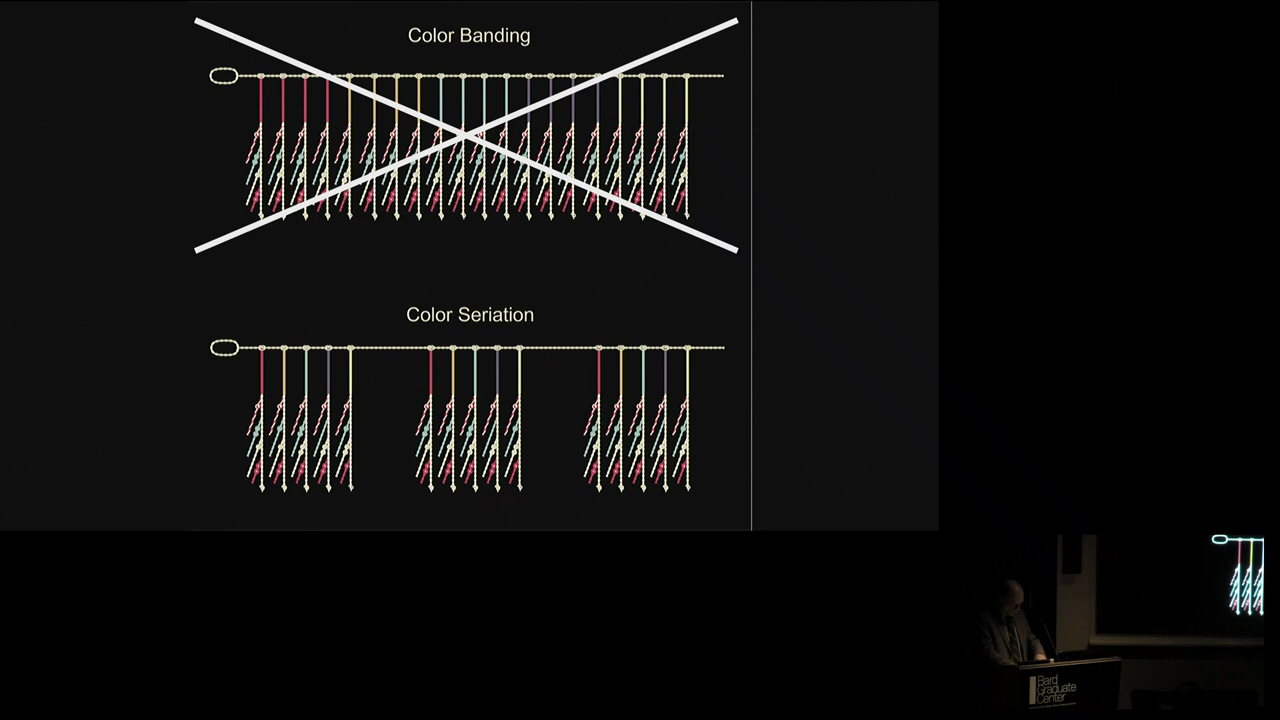 Color Banding
Color Seriation
Bard
Graduate
Center